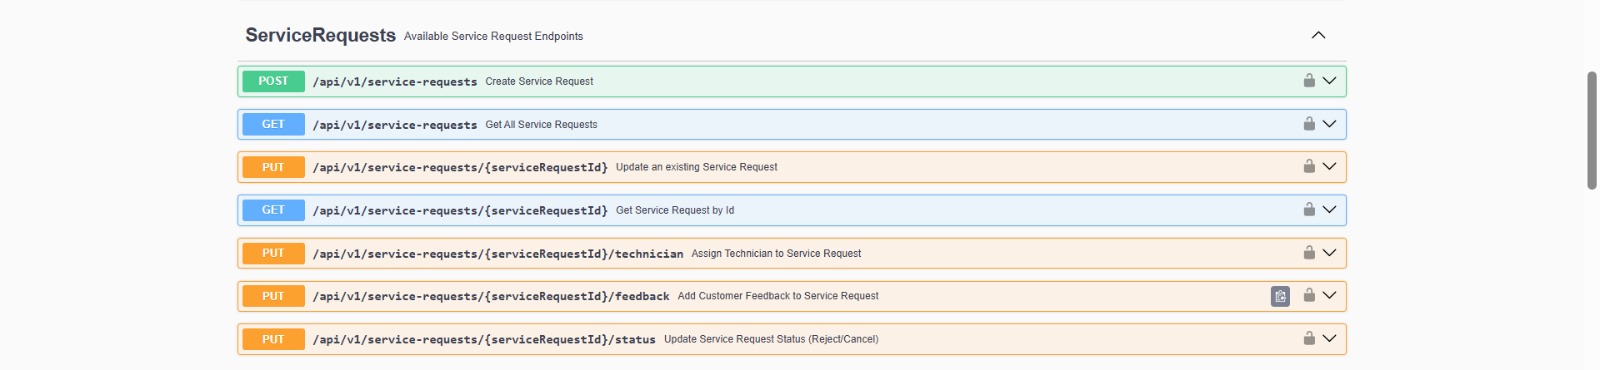 ServiceRequests Available Service Request Endpoints
POST /api/v1/service-requests Create Service Request
GET /api/v1/service-requests Get All Service Requests
PUT /api/v1/service-requests/{serviceRequestId} Update an existing Service Request
GET /api/v1/service-requests/{serviceRequestId} Get Service Request by Id
PUT /api/v1/service-requests/{serviceRequestId}/technician Assign Technician to Service Request
PUT /api/v1/service-requests/{serviceRequestId}/feedback Add Customer Feedback to Service Request
PUT /api/v1/service-requests/{serviceRequestId}/status Update Service Request Status (Reject/Cancel)